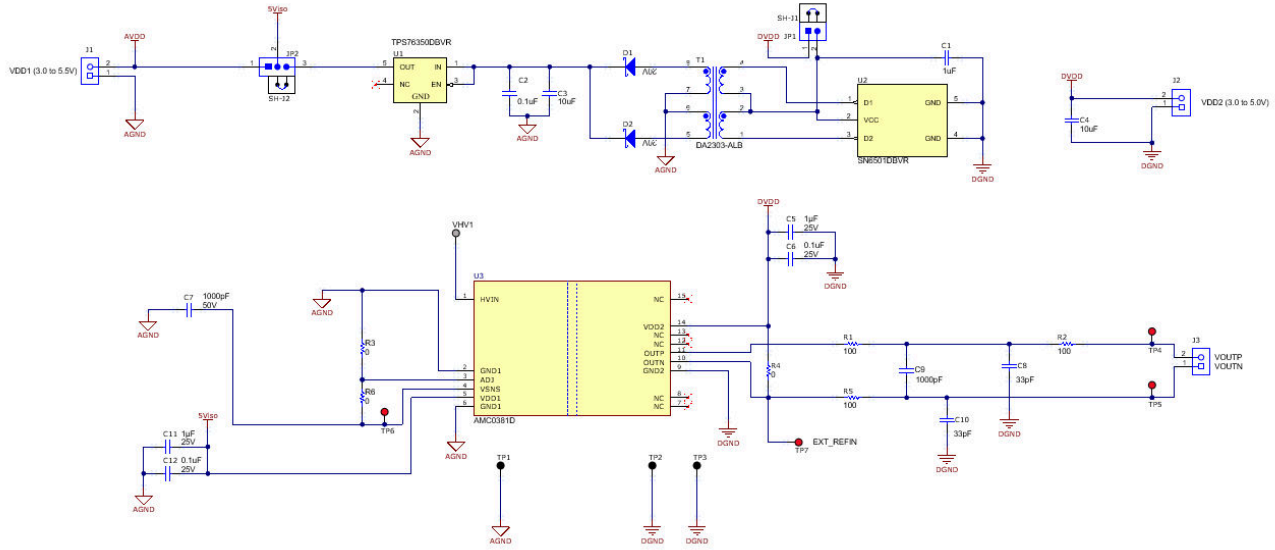 5Viso
SH-J1
J1
AVDD
TPS76350DBVR
DVDD
JP1
C1
1uF
JP2
U1
D1
T1
U2
DVDD
J2
VDD1 (3.0 to 5.5V)
2
1
1
2
3
SH-J2
5 OUT IN 1
4 NC EN 3
GND
2
C2
0.1uF
C3
10uF
8
7
6
5
4
3
2
1
1 D1 GND 5
2 VCC
3 D2 GND 4
2
1
VDD2 (3.0 to 5.0V)
C4
10uF
D2
DA2303-ALB
SN6501DBVR
AGND
AGND
AGND
AGND
DGND
DGND
DVDD
VHV1
C5 1µF
25V
C6 0.1uF
25V
DGND
U3
C7 1000pF
50V
AGND
AGND
1 HVIN
NC 15
VDD2 14
NC 13
NC 12
OUTP 11
OUTN 10
GND2 9
NC 8
NC 7
2 GND1
3 ADJ
4 VSNS
5 VDD1
6 GND1
AMC0381D
R3
0
R6
0
TP6
R4
0
R1
100
R2
100
R5
100
C9
1000pF
C8
33pF
C10
33pF
TP4
TP5
J3
2
1
VOUTP
VOUTN
5Viso
C11 1µF
25V
C12 0.1uF
25V
AGND
AGND
DGND
DGND
DGND
TP7
EXT_REFIN
TP1
TP2
TP3
AGND
DGND
DGND